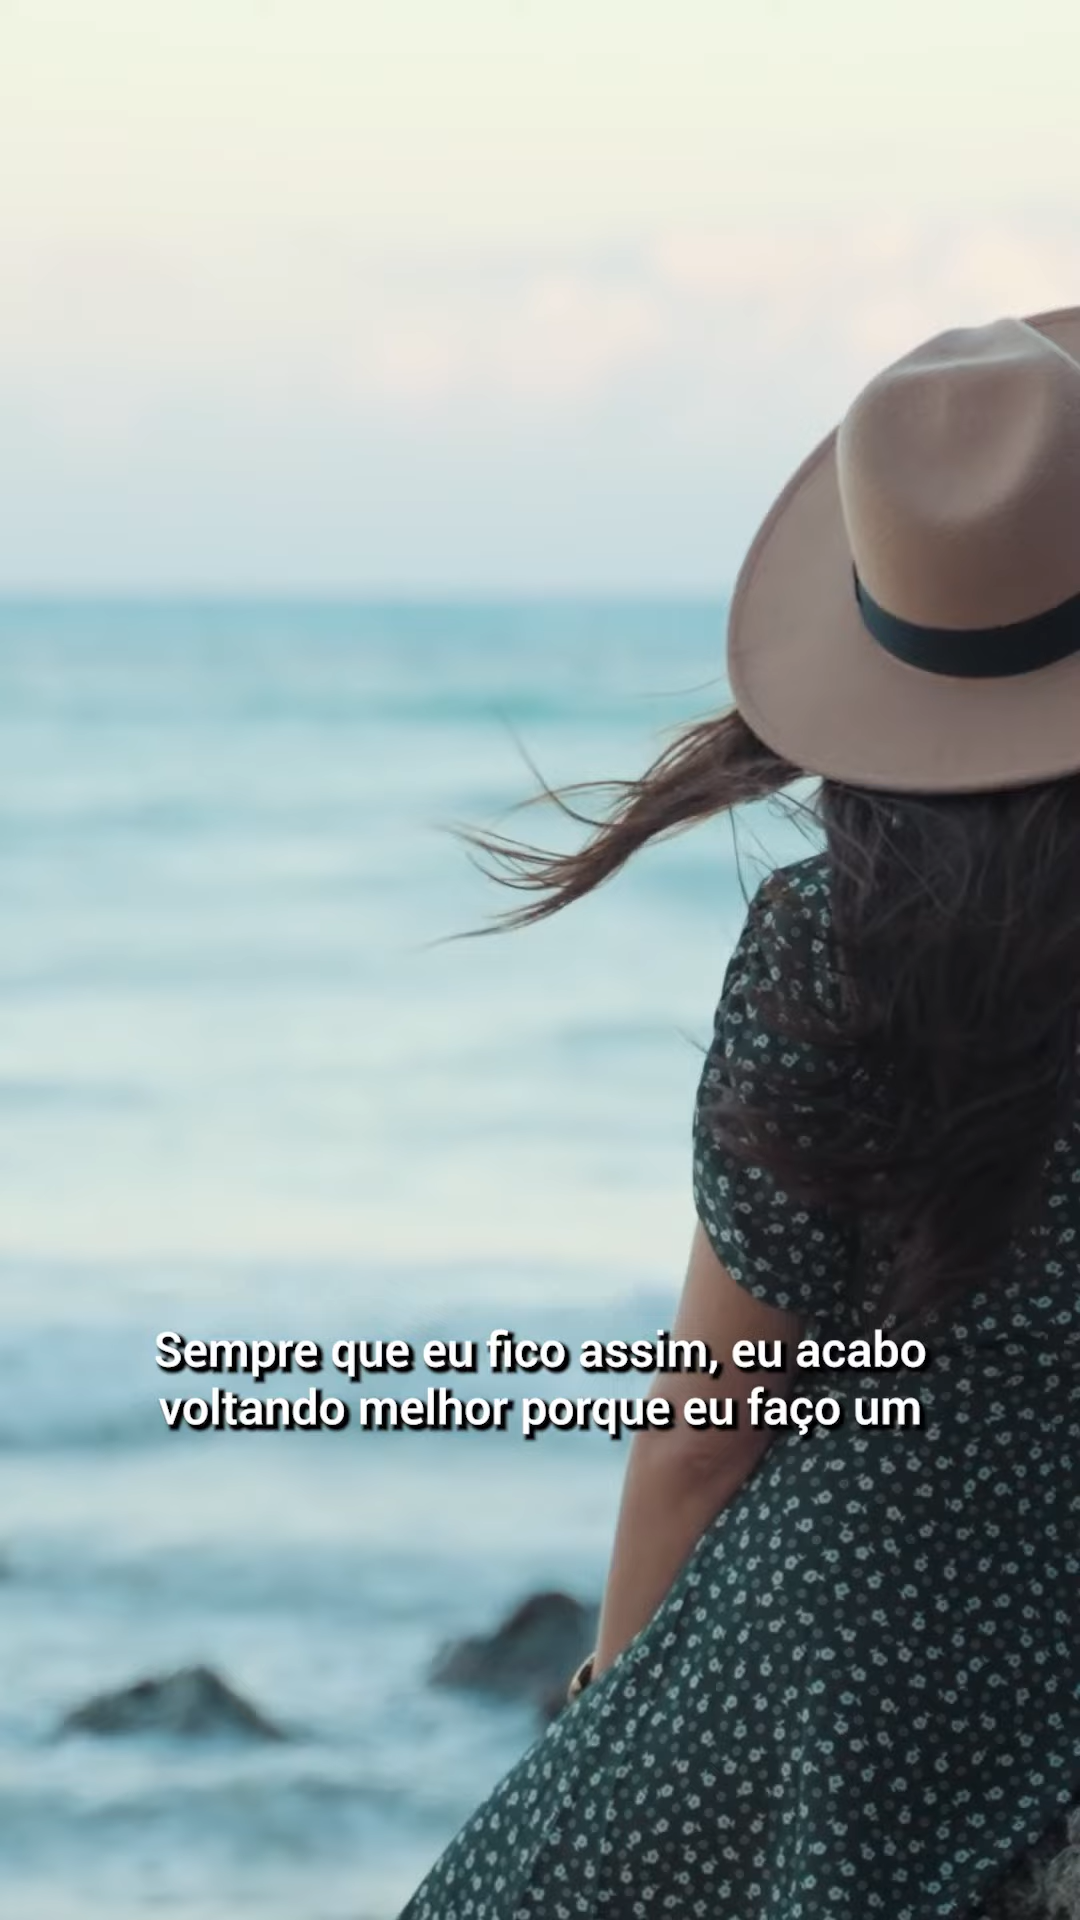 Sempre que eu fico assim, eu acabo
voltando melhor porque eu faço um